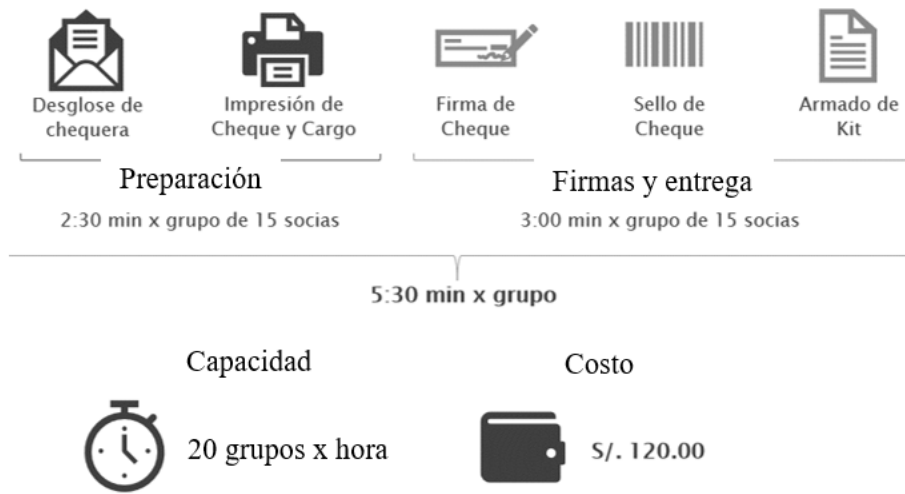 Desglose de
chequera
Impresión de
Cheque y Cargo
Firma de
Cheque
Sello de
Cheque
Armado de
Kit
Preparación
Firmas y entrega
2:30 min x grupo de 15 socias
3:00 min x grupo de 15 socias
5:30 min x grupo
Capacidad
Costo
20 grupos x hora
S/. 120.00